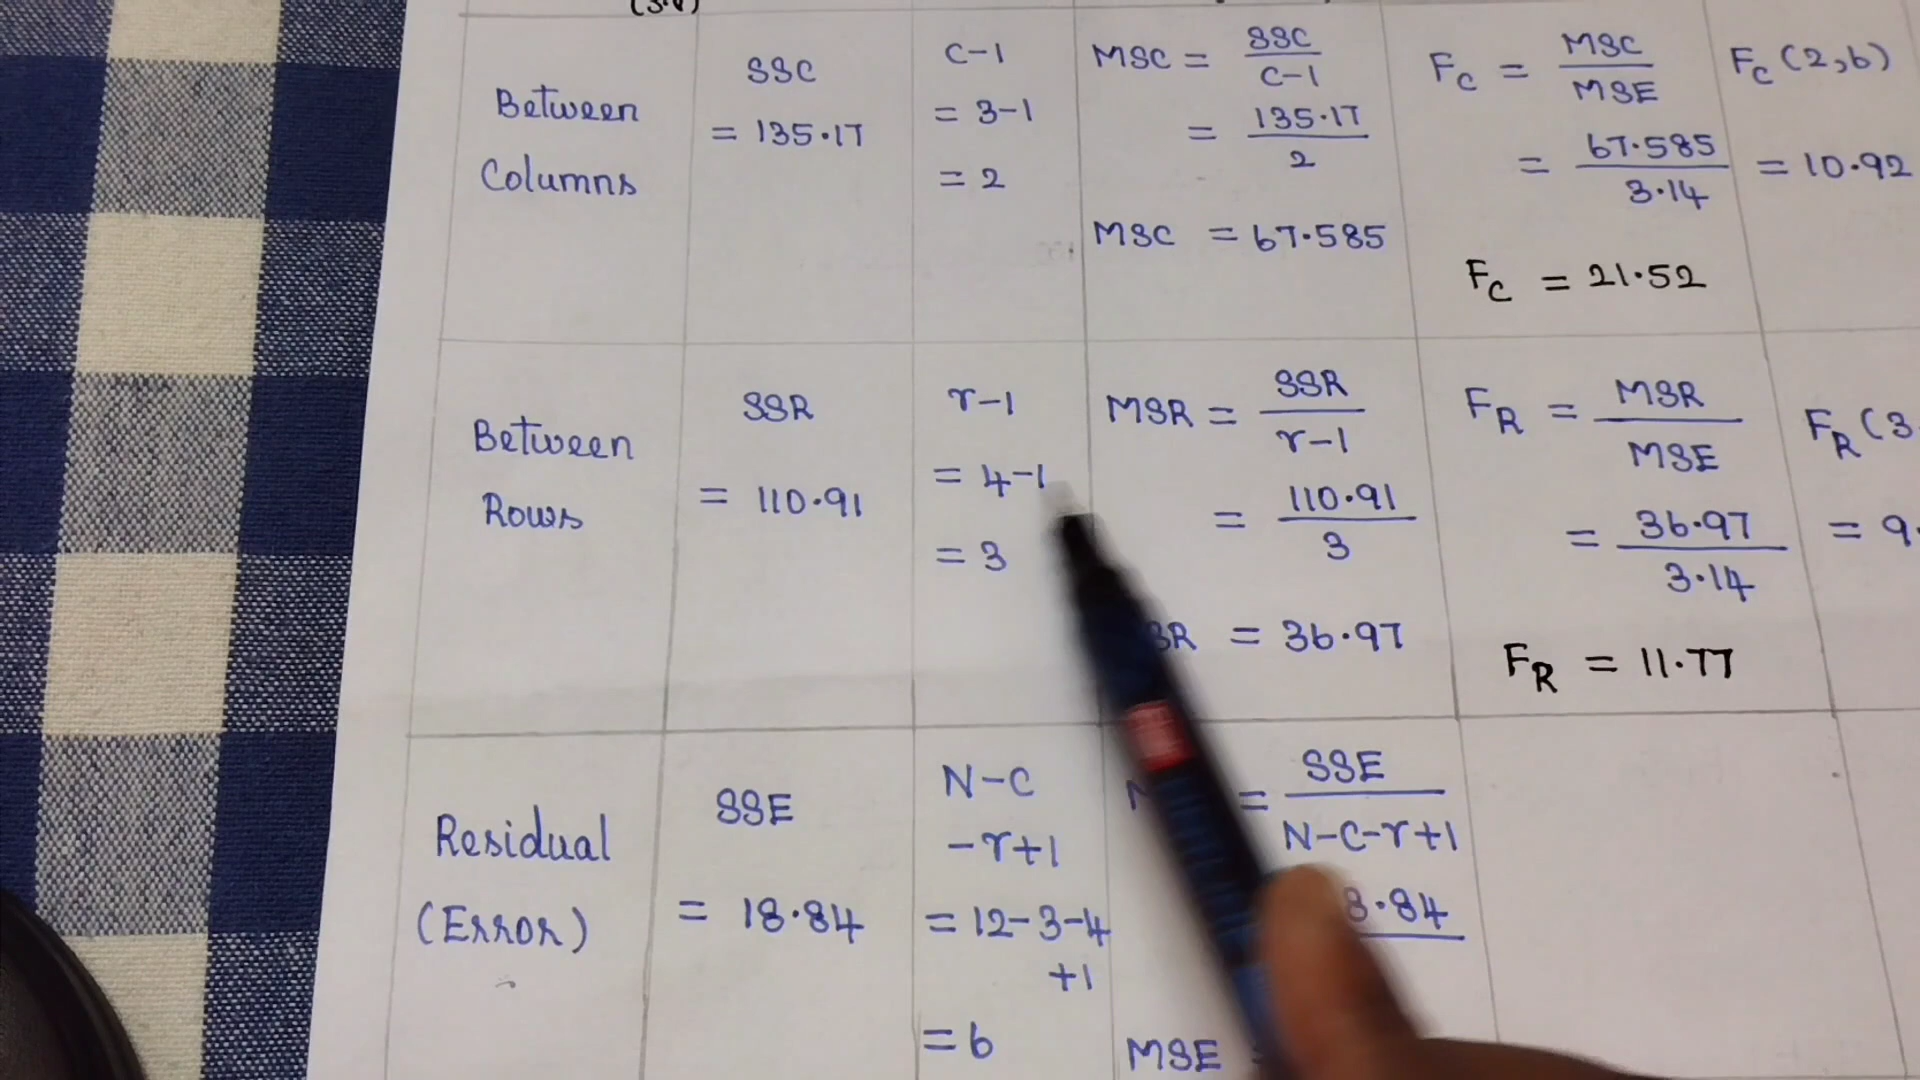 (S.V)
Between
Columns
SSC
= 135.17
C-1
= 3-1
= 2
MSC = SSC / C-1
= 135.17 / 2
MSC = 67.585
FC = MSC / MSE
= 67.585 / 3.14
FC = 21.52
FC (2,6)
= 10.92
Between
Rows
SSR
= 110.91
r-1
= 4-1
= 3
MSR = SSR / r-1
= 110.91 / 3
SR = 36.97
FR = MSR / MSE
= 36.97 / 3.14
FR = 11.77
FR (3
= 9.
Residual
(Error)
SSE
= 18.84
N-C
-r+1
= 12-3-4
+1
= 6
= SSE / N-C-r+1
8.84
MSE